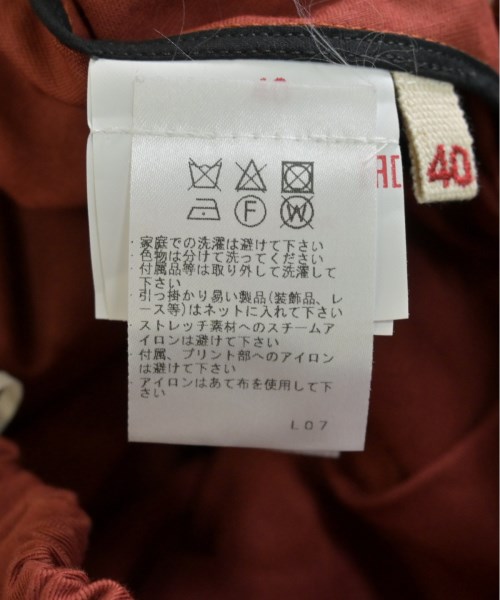 40
F
W
家庭での洗濯は避けて下さい
色物は分けて洗ってください
付属品等は取り外して洗濯して
下さい
引っ掛かり易い製品(装飾品、レ
ース等)はネットに入れて下さい
ストレッチ素材へのスチームア
イロンは避けて下さい
付属、プリント部へのアイロン
は避けて下さい
アイロンはあて布を使用して下
さい
L07